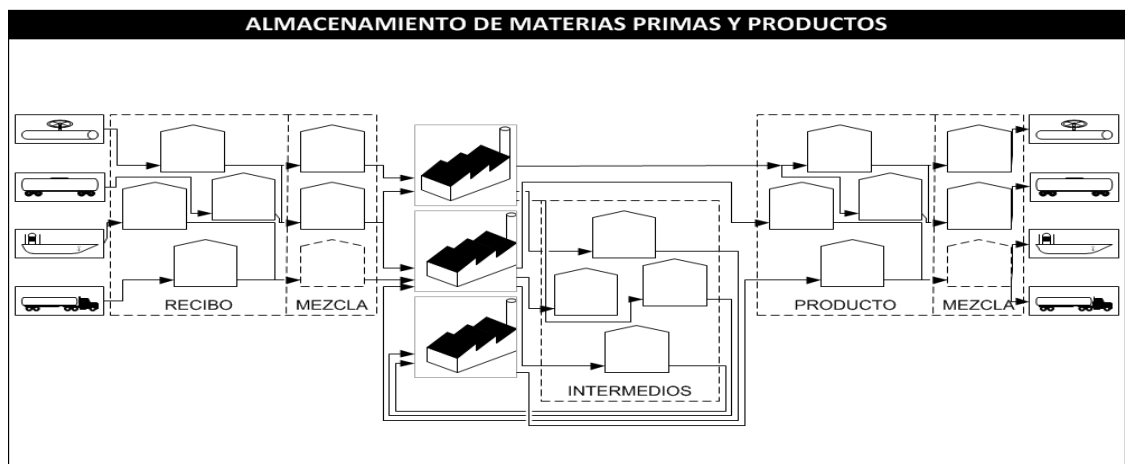 ALMACENAMIENTO DE MATERIAS PRIMAS Y PRODUCTOS
RECIBO
MEZCLA
PRODUCTO
MEZCLA
INTERMEDIOS